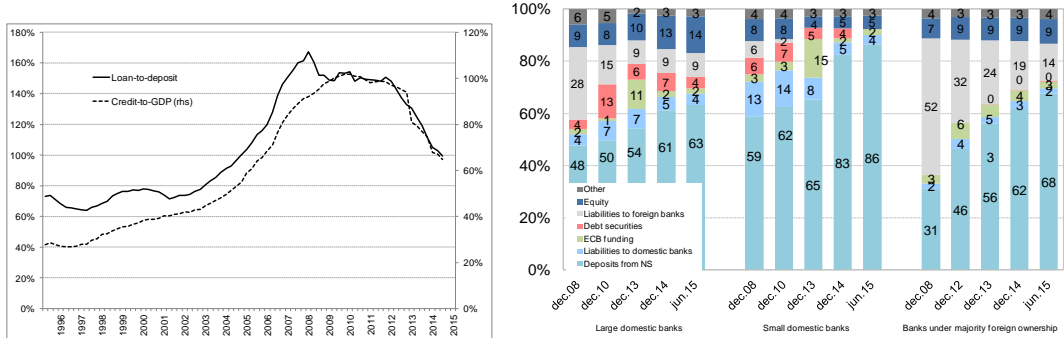 180%
160%
140%
120%
100%
80%
60%
40%
20%
0%
Loan-to-deposit
Credit-to-GDP (rhs)
120%
100%
80%
60%
40%
20%
0%
1996 1997 1998 1999 2000 2001 2002 2003 2004 2005 2006 2007 2008 2009 2010 2011 2012 2013 2014 2015
100%
80%
60%
40%
20%
0%
6 9 28 4 2 4 48
5 8 15 13 1 7 50
2 10 9 6 11 7 54
3 13 9 7 2 5 61
3 14 9 4 2 4 63
4 8 6 6 3 13 59
4 8 2 7 3 14 62
3 4 5 15 8 65
3 5 4 2 5 83
3 5 2 4 86
4 7 52 3 2 31
3 9 32 6 4 46
3 9 24 0 5 3 56
3 9 19 0 4 3 62
4 9 14 0 3 2 68
Other
Equity
Liabilities to foreign banks
Debt securities
ECB funding
Liabilities to domestic banks
Deposits from NS
dec.08 dec.10 dec.13 dec.14 jun.15 dec.08 dec.10 dec.13 dec.14 jun.15 dec.08 dec.12 dec.13 dec.14 jun.15
Large domestic banks Small domestic banks Banks under majority foreign ownership